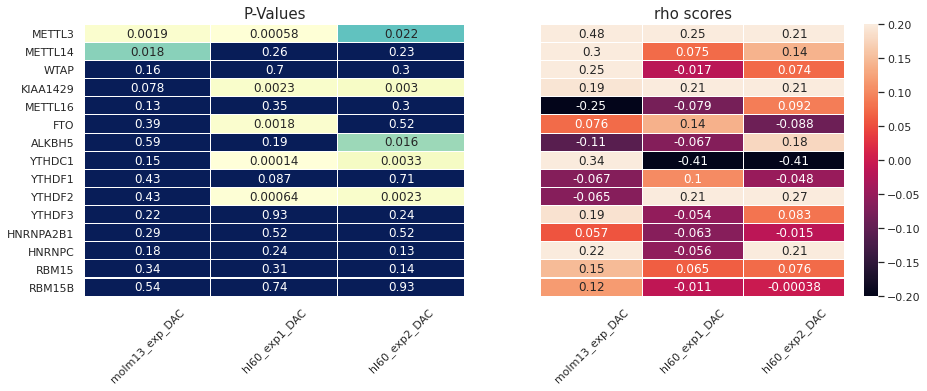 P-Values rho scores
METTL3 0.0019 0.00058 0.022 0.48 0.25 0.21 0.20
METTL14 0.018 0.26 0.23 0.3 0.075 0.14 0.15
WTAP 0.16 0.7 0.3 0.25 -0.017 0.074
KIAA1429 0.078 0.0023 0.003 0.19 0.21 0.21 0.10
METTL16 0.13 0.35 0.3 -0.25 -0.079 0.092
FTO 0.39 0.0018 0.52 0.076 0.14 -0.088 0.05
ALKBH5 0.59 0.19 0.016 -0.11 -0.067 0.18
YTHDC1 0.15 0.00014 0.0033 0.34 -0.41 -0.41 0.00
YTHDF1 0.43 0.087 0.71 -0.067 0.1 -0.048
YTHDF2 0.43 0.00064 0.0023 -0.065 0.21 0.27 −0.05
YTHDF3 0.22 0.93 0.24 0.19 -0.054 0.083
HNRNPA2B1 0.29 0.52 0.52 0.057 -0.063 -0.015 −0.10
HNRNPC 0.18 0.24 0.13 0.22 -0.056 0.21
RBM15 0.34 0.31 0.14 0.15 0.065 0.076 −0.15
RBM15B 0.54 0.74 0.93 0.12 -0.011 -0.00038 −0.20
molm13_exp_DAC hl60_exp1_DAC hl60_exp2_DAC molm13_exp_DAC hl60_exp1_DAC hl60_exp2_DAC